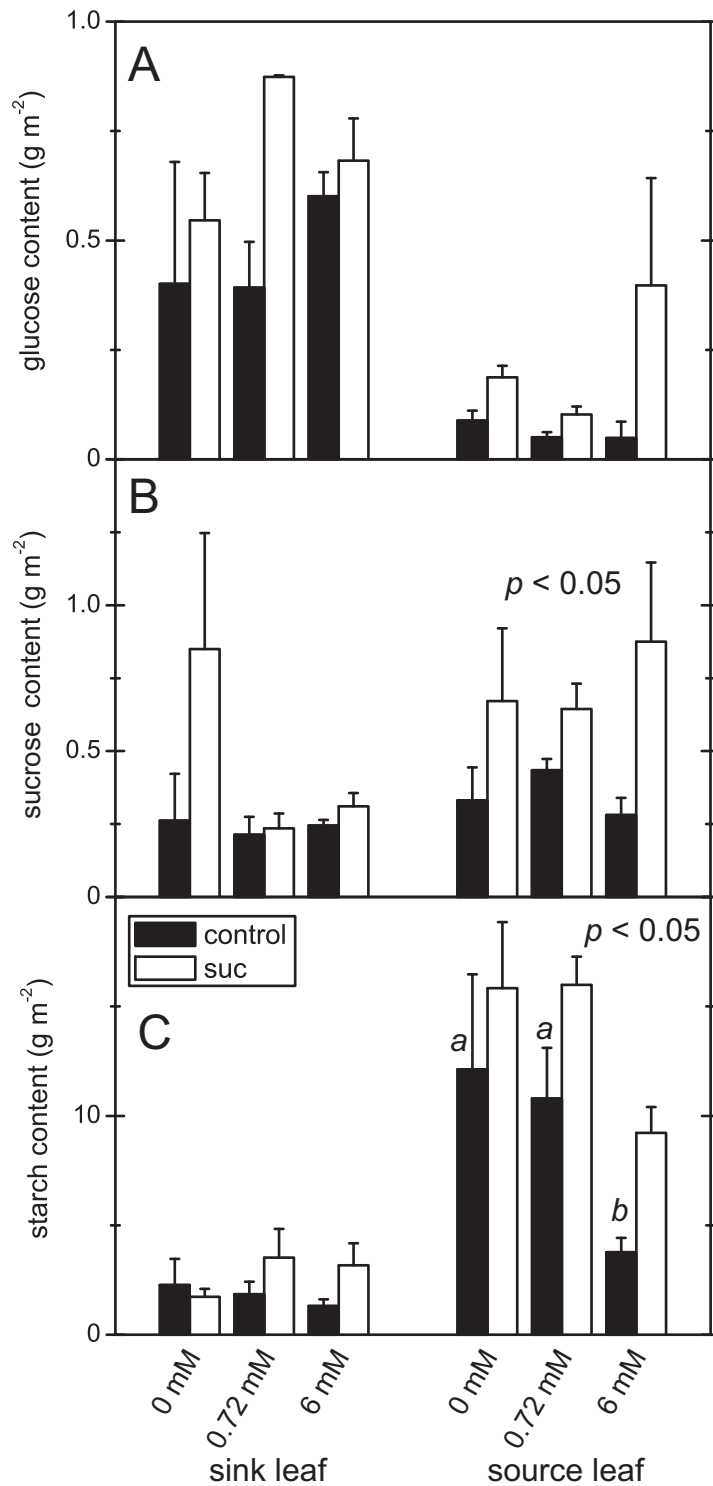 1.0
A
glucose content (g m⁻²)
0.5
0
B
sucrose content (g m⁻²)
p < 0.05
1.0
0.5
0
control
suc
p < 0.05
C
starch content (g m⁻²)
a
a
b
10
0
0 mM
0.72 mM
6 mM
0 mM
0.72 mM
6 mM
sink leaf
source leaf